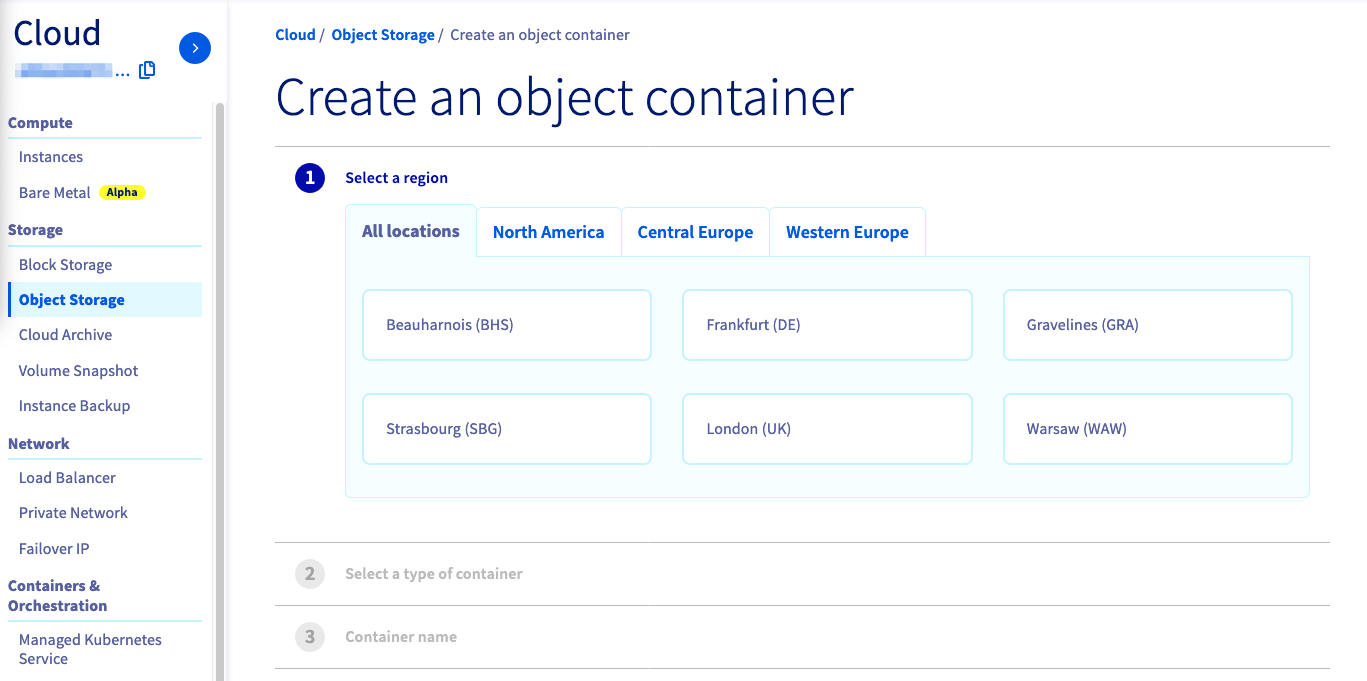 Cloud
...
Compute
Instances
Bare Metal Alpha
Storage
Block Storage
Object Storage
Cloud Archive
Volume Snapshot
Instance Backup
Network
Load Balancer
Private Network
Failover IP
Containers &
Orchestration
Managed Kubernetes
Service
Cloud / Object Storage / Create an object container
Create an object container
1 Select a region
All locations North America Central Europe Western Europe
Beauharnois (BHS) Frankfurt (DE) Gravelines (GRA)
Strasbourg (SBG) London (UK) Warsaw (WAW)
2 Select a type of container
3 Container name